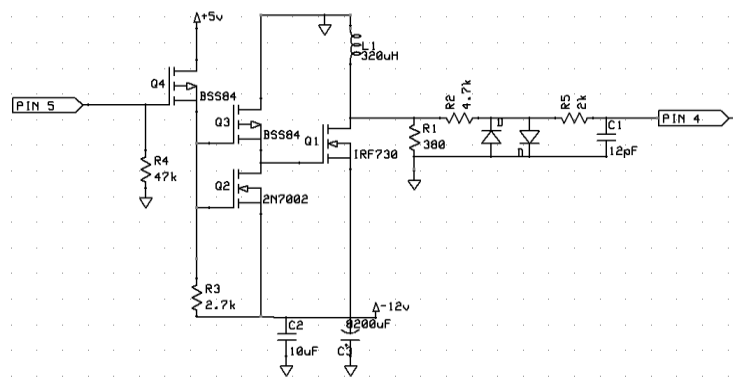 +5v
Q4
BSS84
PIN 5
R4
47k
Q3
BSS84
Q2
2N7002
Q1
IRF730
L1
320uH
R1
380
R2
4.7k
D
D
R5
2k
C1
12pF
PIN 4
R3
2.7k
-12v
C2
10uF
8200uF
C3